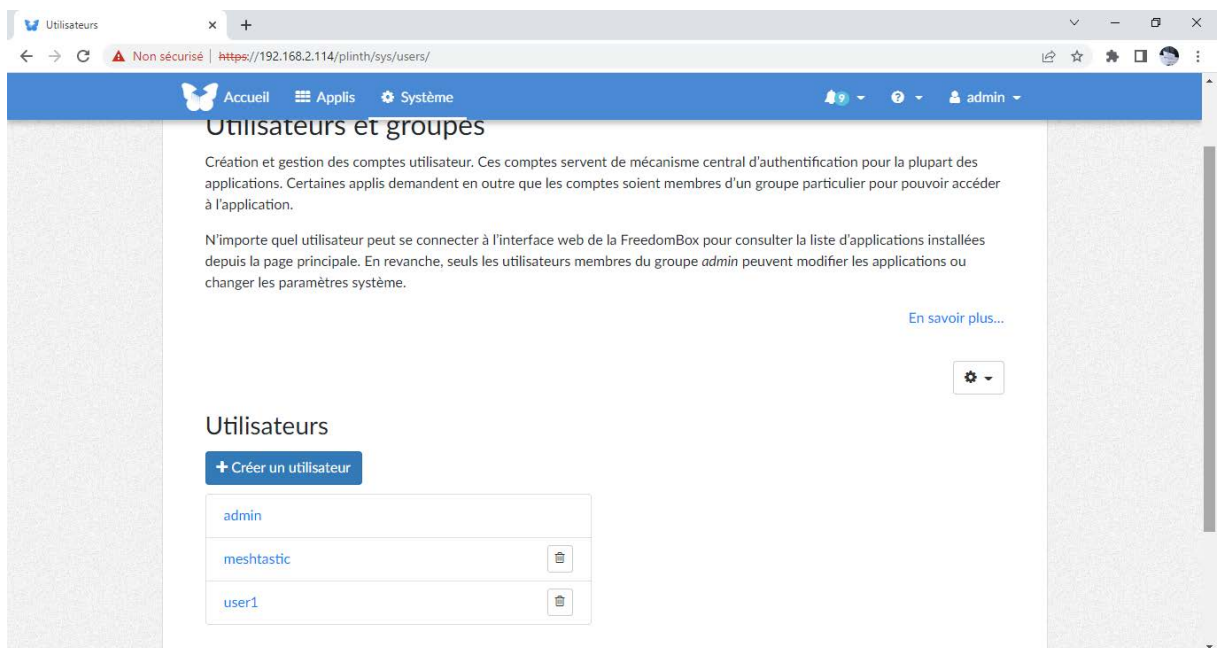 Utilisateurs
Non sécurisé | https://192.168.2.114/plinth/sys/users/
Accueil Applis Système 9 admin
Utilisateurs et groupes
Création et gestion des comptes utilisateur. Ces comptes servent de mécanisme central d'authentification pour la plupart des
applications. Certaines applis demandent en outre que les comptes soient membres d'un groupe particulier pour pouvoir accéder
à l'application.
N'importe quel utilisateur peut se connecter à l'interface web de la FreedomBox pour consulter la liste d'applications installées
depuis la page principale. En revanche, seuls les utilisateurs membres du groupe admin peuvent modifier les applications ou
changer les paramètres système.
En savoir plus...
Utilisateurs
+ Créer un utilisateur
admin
meshtastic
user1